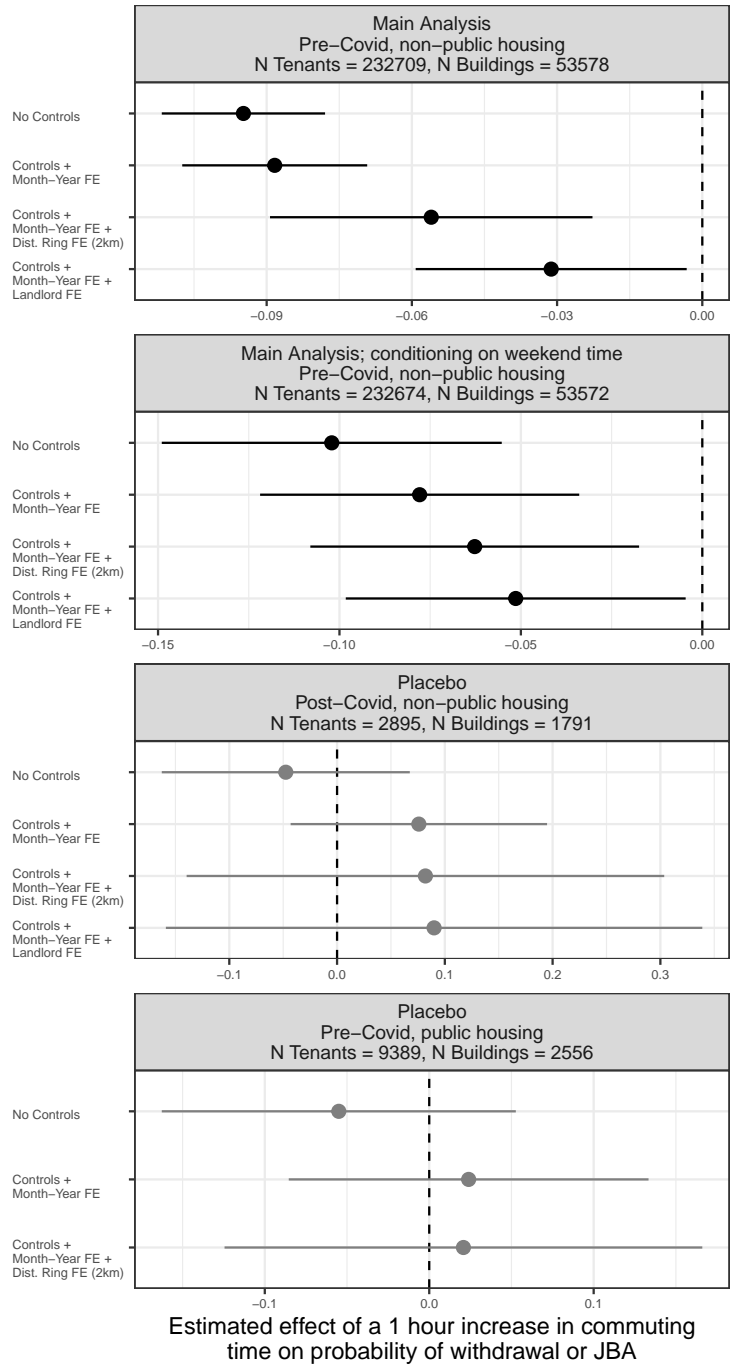 Main Analysis
Pre−Covid, non−public housing
N Tenants = 232709, N Buildings = 53578
No Controls
Controls +
Month−Year FE
Controls +
Month−Year FE +
Dist. Ring FE (2km)
Controls +
Month−Year FE +
Landlord FE
−0.09 −0.06 −0.03 0.00
Main Analysis; conditioning on weekend time
Pre−Covid, non−public housing
N Tenants = 232674, N Buildings = 53572
No Controls
Controls +
Month−Year FE
Controls +
Month−Year FE +
Dist. Ring FE (2km)
Controls +
Month−Year FE +
Landlord FE
−0.15 −0.10 −0.05 0.00
Placebo
Post−Covid, non−public housing
N Tenants = 2895, N Buildings = 1791
No Controls
Controls +
Month−Year FE
Controls +
Month−Year FE +
Dist. Ring FE (2km)
Controls +
Month−Year FE +
Landlord FE
−0.1 0.0 0.1 0.2 0.3
Placebo
Pre−Covid, public housing
N Tenants = 9389, N Buildings = 2556
No Controls
Controls +
Month−Year FE
Controls +
Month−Year FE +
Dist. Ring FE (2km)
−0.1 0.0 0.1
Estimated effect of a 1 hour increase in commuting
time on probability of withdrawal or JBA